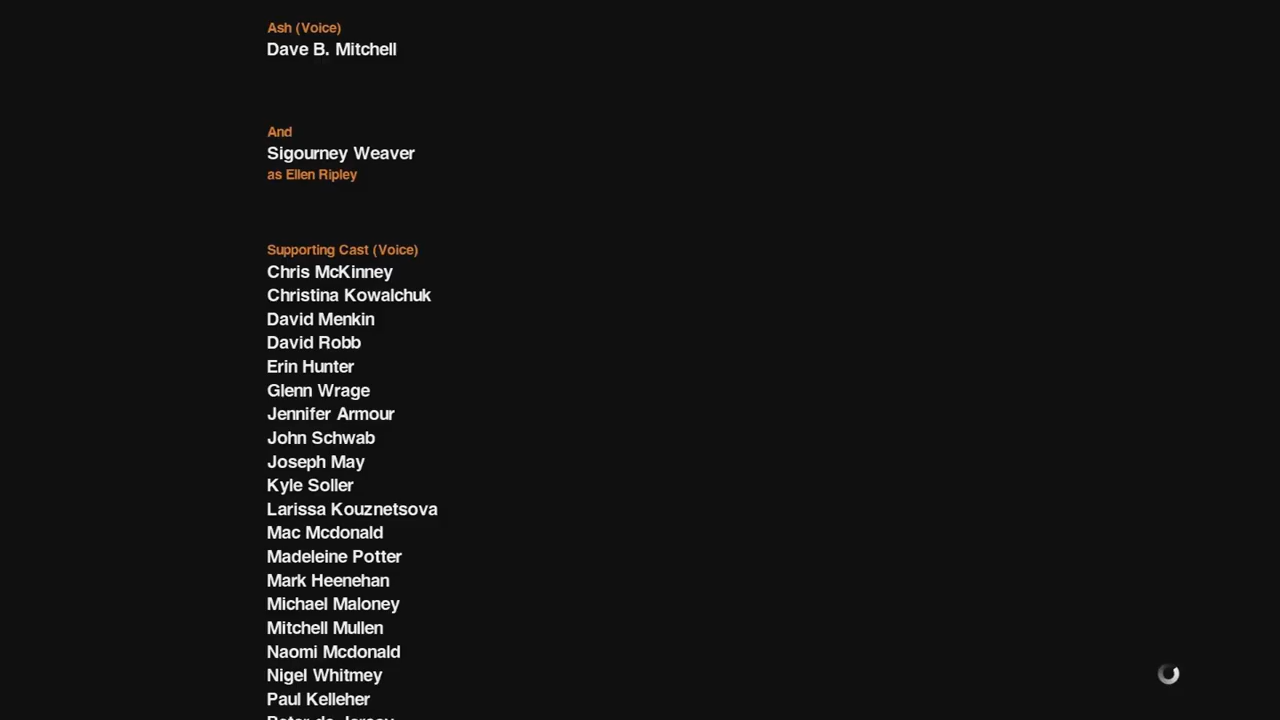 Ash (Voice)
Dave B. Mitchell
And
Sigourney Weaver
as Ellen Ripley
Supporting Cast (Voice)
Chris McKinney
Christina Kowalchuk
David Menkin
David Robb
Erin Hunter
Glenn Wrage
Jennifer Armour
John Schwab
Joseph May
Kyle Soller
Larissa Kouznetsova
Mac Mcdonald
Madeleine Potter
Mark Heenehan
Michael Maloney
Mitchell Mullen
Naomi Mcdonald
Nigel Whitmey
Paul Kelleher